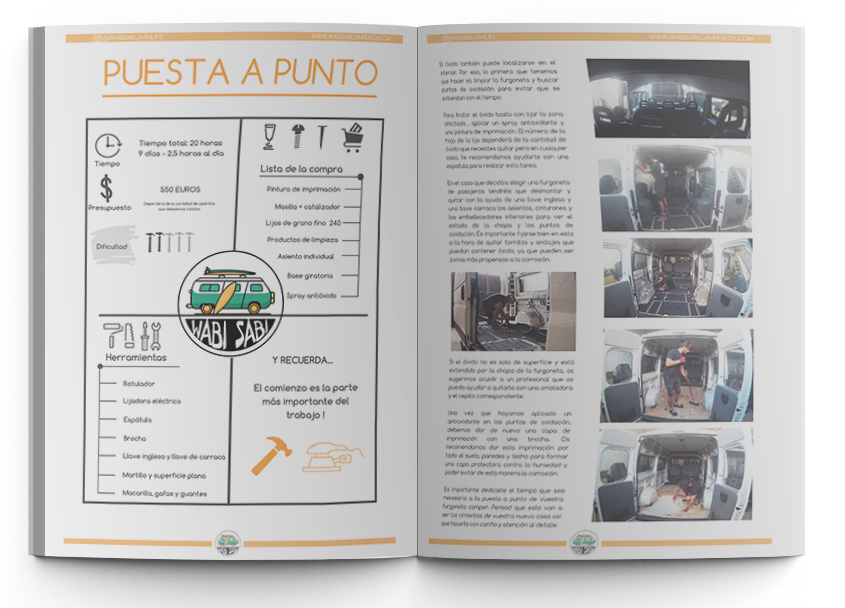 @WABISABI_VANLIFE
WWW.WABISABICAMPERIZA.COM
PUESTA A PUNTO
Tiempo
Tiempo total: 20 horas
9 días - 2,5 horas al día
Presupuesto
550 EUROS
Dependerá de la cantidad de asientos
que deseemos instalar
Dificultad
Lista de la compra
Pintura de imprimación
Masilla + catalizador
Lijas de grano fino 240
Productos de limpieza
Asiento individual
Base giratoria
Spray antióxido
WABI SABI
Herramientas
Rotulador
Lijadora eléctrica
Espátula
Brocha
Llave inglesa y llave de carraca
Martillo y superficie plana
Mascarilla, gafas y guantes
Y RECUERDA...
El comienzo es la parte
más importante del
trabajo !
@WABISABI_VANLIFE
WWW.WABISABICAMPERIZA.COM
El óxido también puede localizarse en el
interior. Por eso, lo primero que tenemos
que hacer es limpiar la furgoneta y buscar
puntos de oxidación para evitar que se
extiendan con el tiempo.
Para tratar el óxido basta con lijar la zona
afectada , aplicar un spray antioxidante y
una pintura de imprimación. El número de la
hoja de la lija dependerá de la cantidad de
óxido que necesites quitar pero en cualquier
caso, te recomendamos ayudarte con una
espátula para realizar esta tarea.
En el caso que decidáis elegir una furgoneta
de pasajeros tendréis que desmontar y
quitar con la ayuda de una llave inglesa y
una llave carraca los asientos, cinturones y
los embellecedores interiores para ver el
estado de la chapa y los puntos de
oxidación. Es importante fijarse bien en esto
a la hora de quitar tornillos y anclajes que
puedan contener óxido, ya que pueden ser
zonas más propensas a la corrosión.
Si el óxido no es solo de superficie y está
extendido por la chapa de la furgoneta, os
sugerimos acudir a un profesional que os
pueda ayudar a quitarlo con una amoladora
y el cepillo correspondiente.
Una vez que hayamos aplicado un
antioxidante en los puntos de oxidación,
debemos dar de nuevo una capa de
imprimación con una brocha. Os
recomendamos dar esta imprimación por
todo el suelo, paredes y techo para formar
una capa protectora contra la humedad y
poder evitar de esta manera la corrosión.
Es importante dedicarle el tiempo que sea
necesario a la puesta a punto de vuestra
furgoneta camper. Pensad que este van a
ser los cimientos de vuestra nueva casa así
que hacerlo con cariño y atención al detalle.